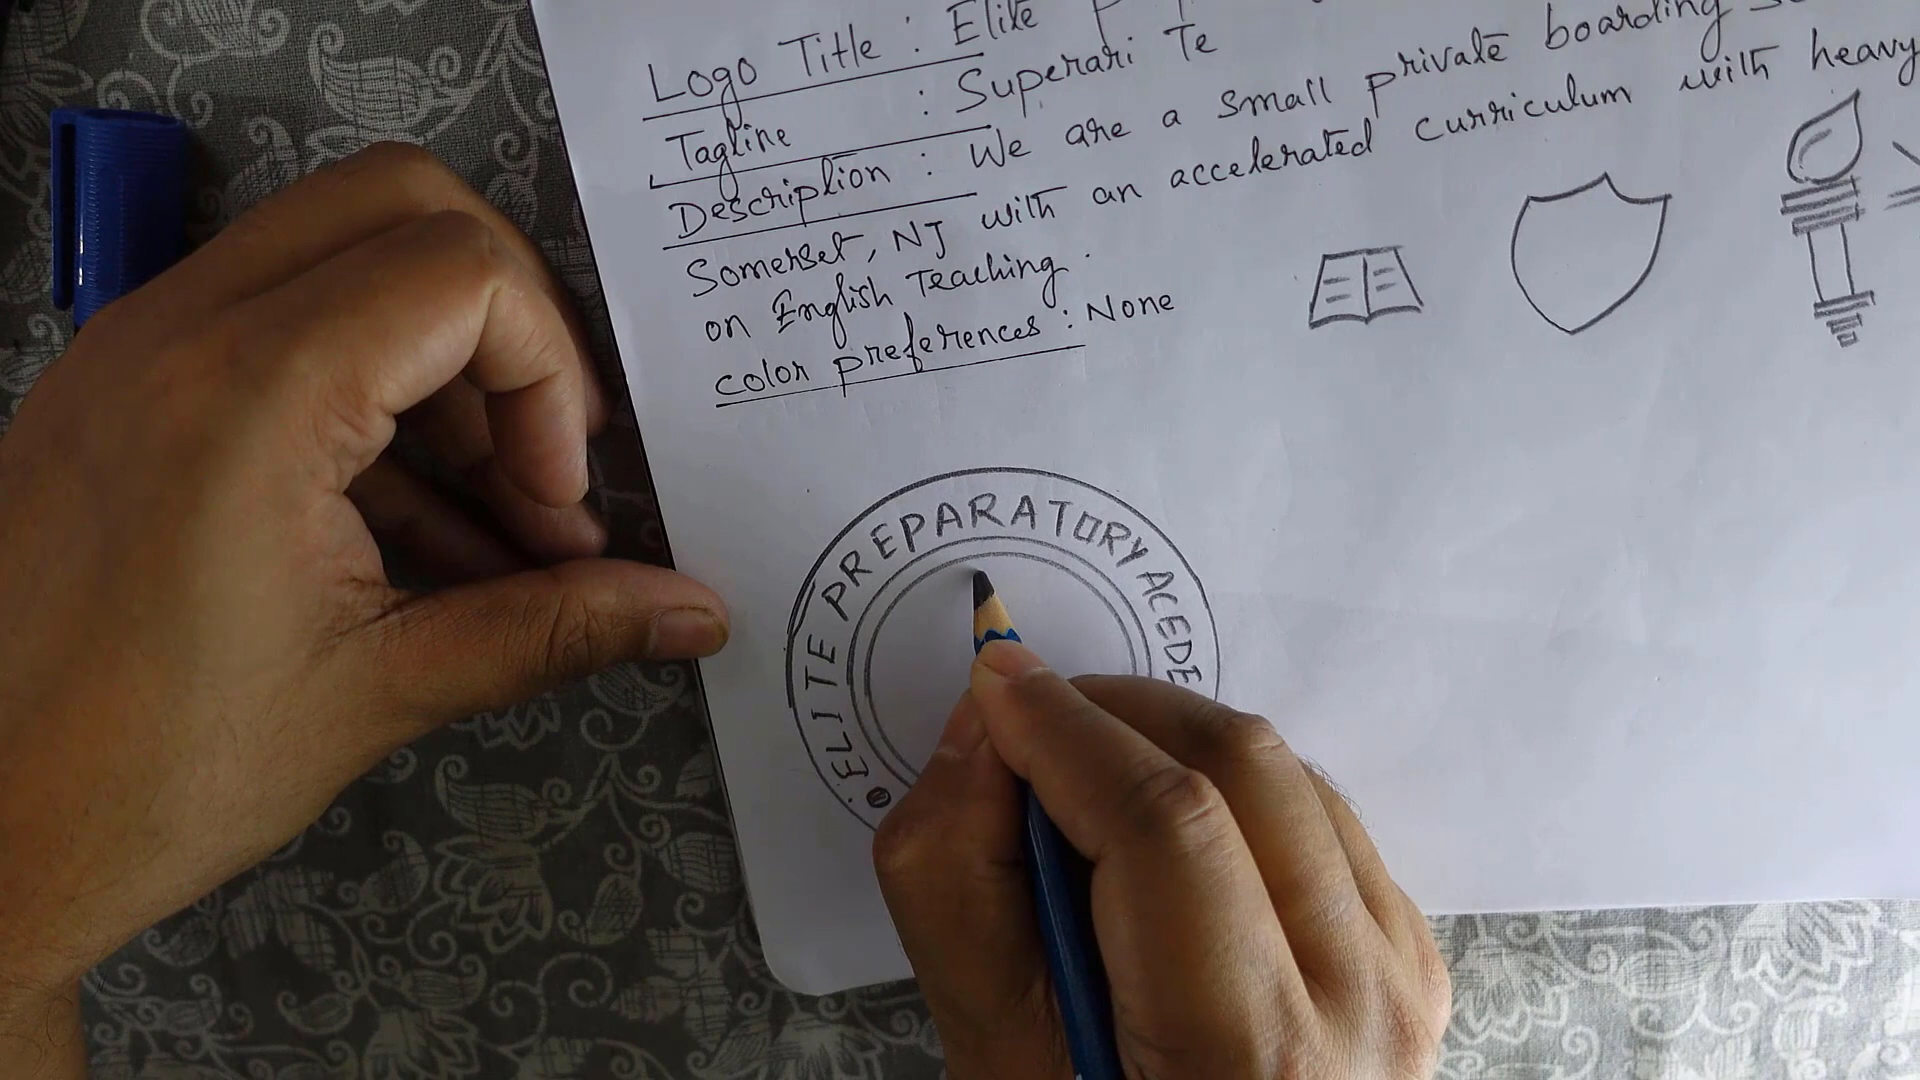 Logo Title : Elite
Tagline : Superari Te
Description : We are a small private boarding
Somerset, NJ with an accelerated curriculum with heavy
on English Teaching.
color preferences : None
ELITE PREPARATORY ACEDE